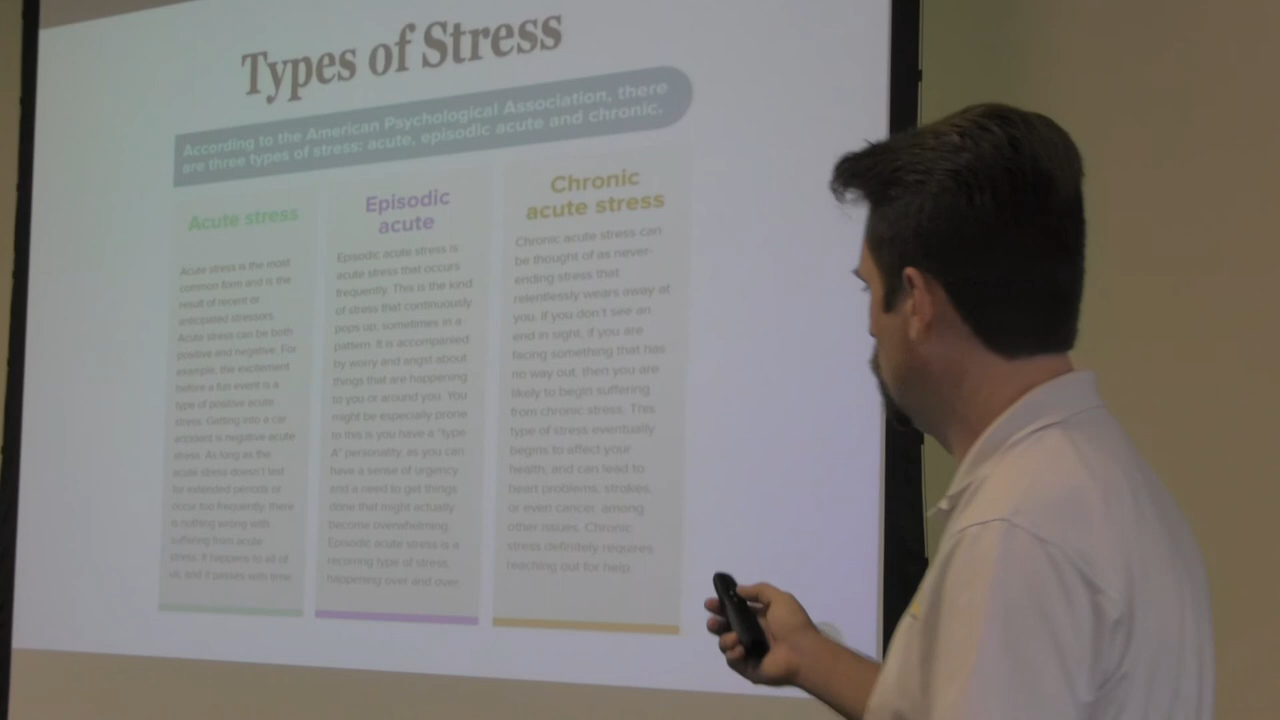 Types of Stress
According to the American Psychological Association, there
are three types of stress: acute, episodic acute and chronic.
Acute stress
Acute stress is the most
common form and is the
result of recent or
anticipated stressors.
Acute stress can be both
positive and negative. For
example, the excitement
before a fun event is a
type of positive acute
stress. Getting into a car
accident is negative acute
stress. As long as the
acute stress doesn't last
for extended periods or
occur too frequently, there
is nothing wrong with
suffering from acute
stress. It happens to all of
us, and it passes with time.
Episodic
acute
Episodic acute stress is
acute stress that occurs
frequently. This is the kind
of stress that continuously
pops up, sometimes in a
pattern. It is accompanied
by worry and angst about
things that are happening
to you or around you. You
might be especially prone
to this is you have a "type
A" personality, as you can
have a sense of urgency
and a need to get things
done that might actually
become overwhelming.
Episodic acute stress is a
recurring type of stress,
happening over and over.
Chronic
acute stress
Chronic acute stress can
be thought of as never-
ending stress that
relentlessly wears away at
you. If you don't see an
end in sight, if you are
facing something that has
no way out, then you are
likely to begin suffering
from chronic stress. This
type of stress eventually
begins to affect your
health, and can lead to
heart problems, strokes,
or even cancer, among
other issues. Chronic
stress definitely requires
reaching out for help.